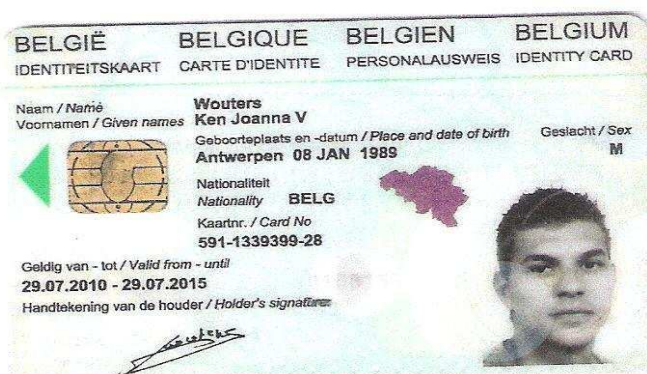 BELGIË BELGIQUE BELGIEN BELGIUM
IDENTITEITSKAART CARTE D'IDENTITE PERSONALAUSWEIS IDENTITY CARD
Naam / Name Wouters
Voornamen / Given names Ken Joanna V
Geboorteplaats en -datum / Place and date of birth Geslacht / Sex
Antwerpen 08 JAN 1989 M
Nationaliteit
Nationality BELG
Kaartnr. / Card No
591-1339399-28
Geldig van - tot / Valid from - until
29.07.2010 - 29.07.2015
Handtekening van de houder / Holder's signature: